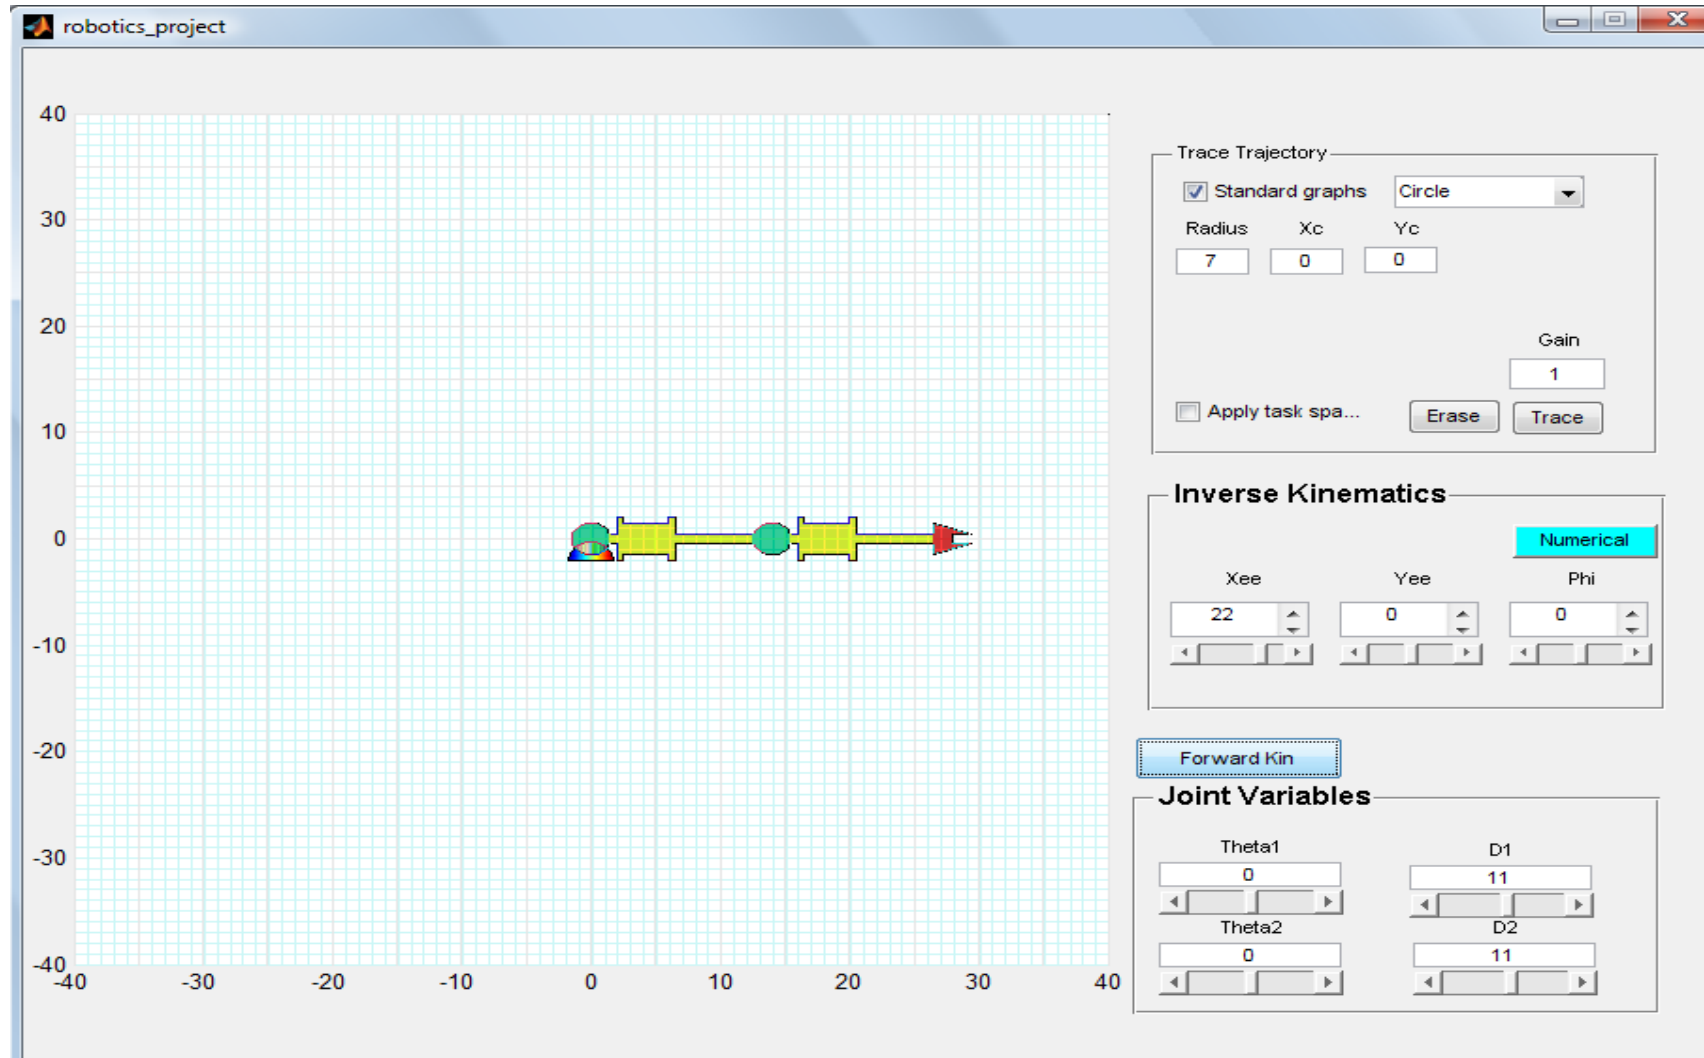 robotics_project
40
30
20
10
0
-10
-20
-30
-40
-40 -30 -20 -10 0 10 20 30 40
Trace Trajectory
Standard graphs Circle
Radius Xc Yc
7 0 0
Gain
1
Apply task spa... Erase Trace
Inverse Kinematics
Numerical
Xee Yee Phi
22 0 0
Forward Kin
Joint Variables
Theta1 D1
0 11
Theta2 D2
0 11